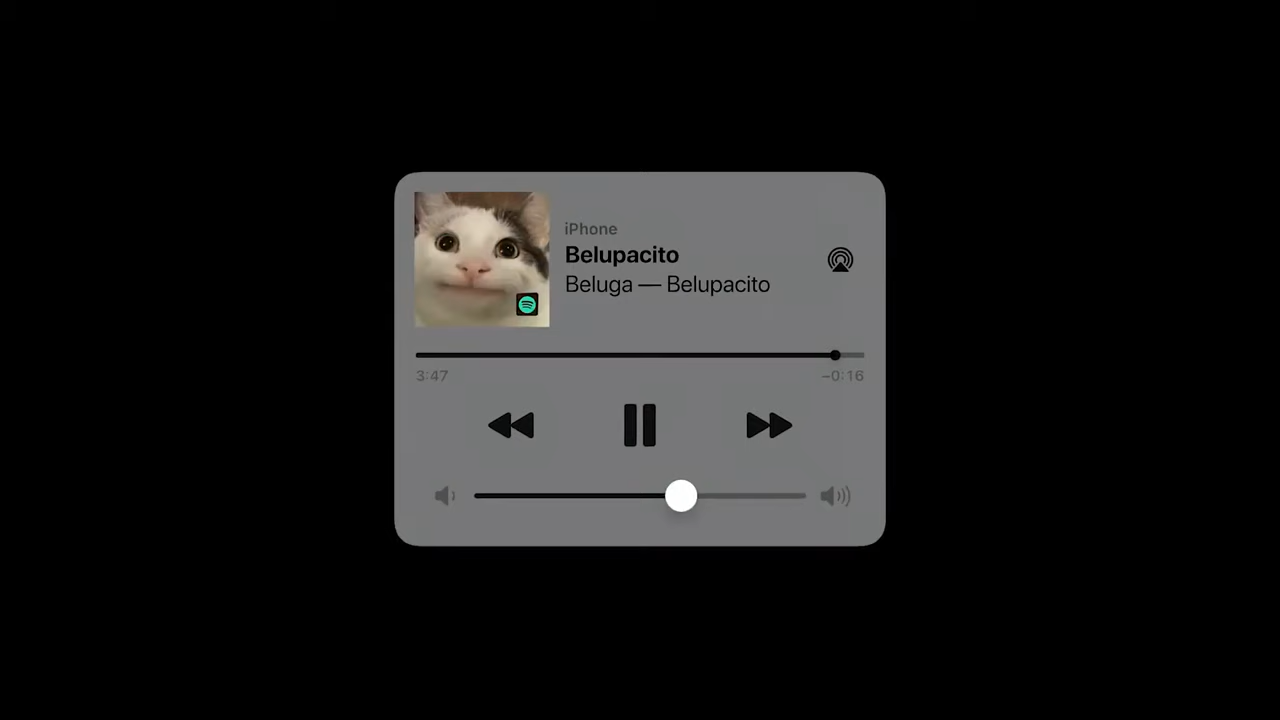 iPhone
Belupacito
Beluga — Belupacito
3:47
−0:16